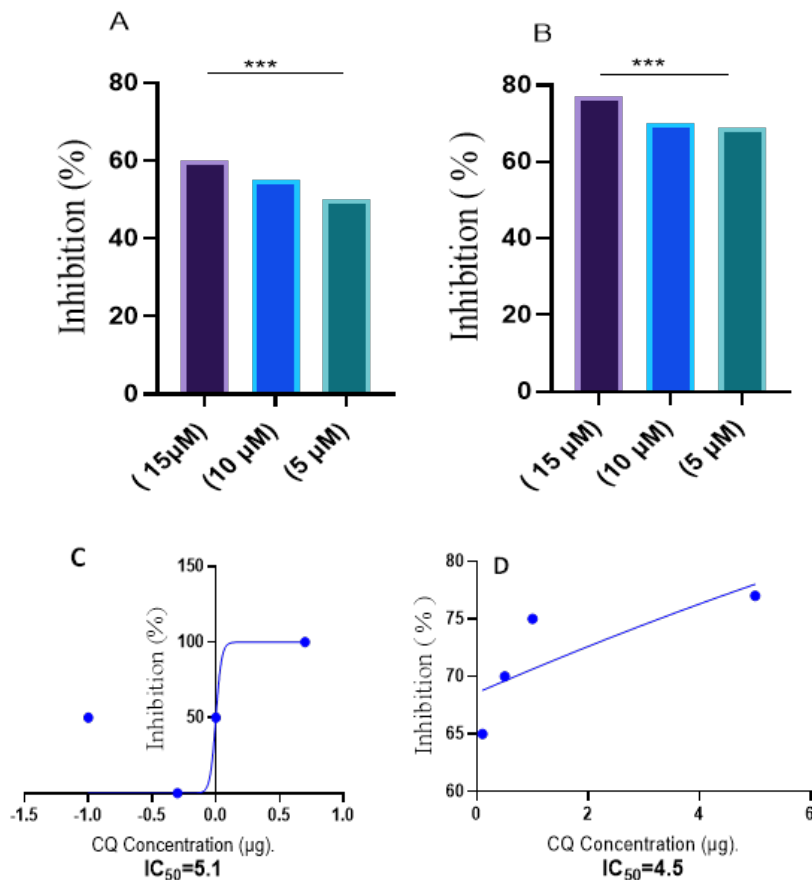 A
***
80
60
40
20
0
Inhibition (%)
( 15μM)
(10 μM)
(5 μM)
B
***
80
60
40
20
0
Inhibition ( % )
( 15 μM)
(10 μM)
(5 μM)
C
150
100
50
Inhibition (%)
-1.5 -1.0 -0.5 0.0 0.5 1.0
CQ Concentration (μg).
IC50=5.1
D
80
75
70
65
60
Inhibition ( % )
0 2 4 6
CQ Concentration (μg).
IC50=4.5